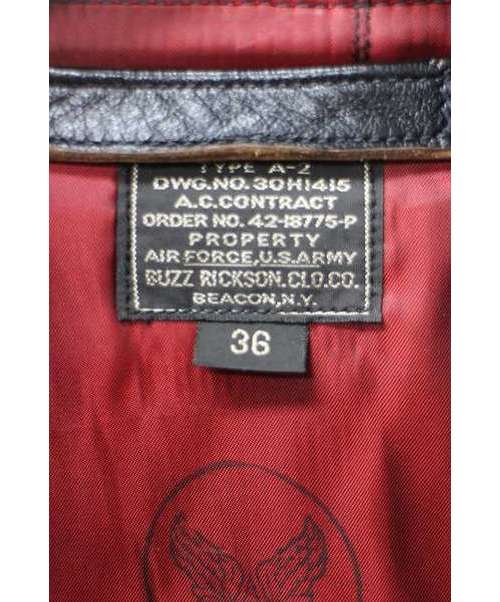 TYPE A-2
DWG.NO. 30H1415
A.C.CONTRACT
ORDER NO. 42-18775-P
PROPERTY
AIR FORCE,U.S.ARMY
BUZZ RICKSON.CLO.CO.
BEACON,N.Y.
36